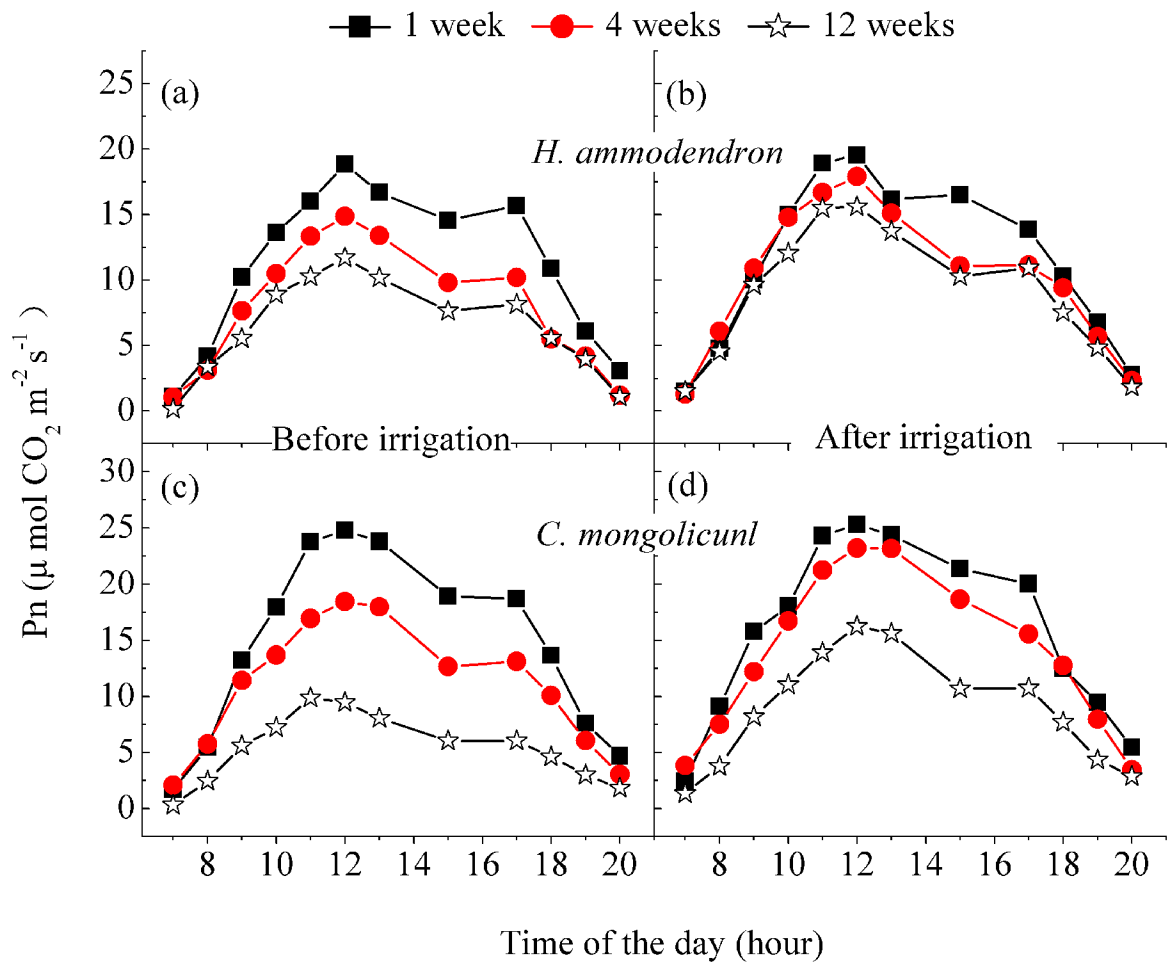 1 week 4 weeks 12 weeks
(a) (b)
25
20
15
10
5
0
H. ammodendron
Before irrigation After irrigation
(c) (d)
30
25
20
15
10
5
0
C. mongolicunl
Pn (μ mol CO₂ m⁻² s⁻¹)
8 10 12 14 16 18 20 8 10 12 14 16 18 20
Time of the day (hour)